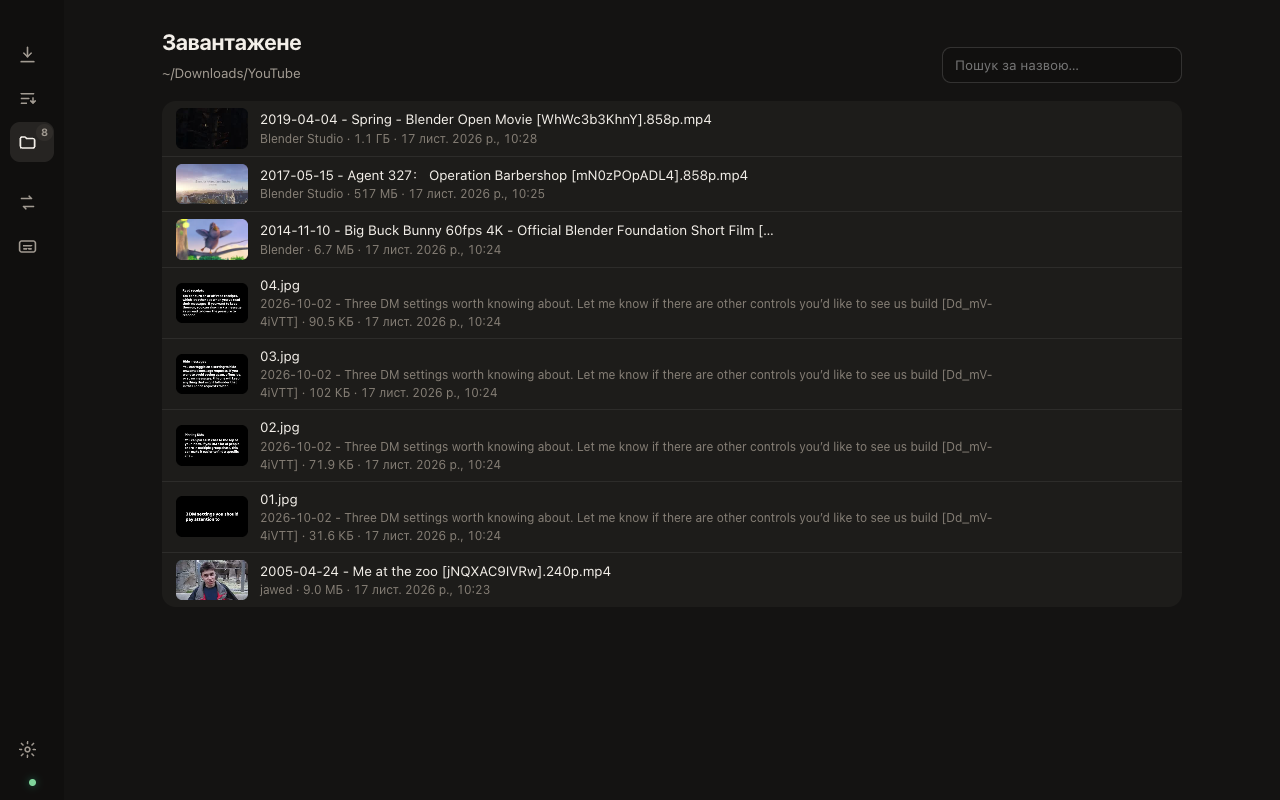 Завантажене
~/Downloads/YouTube
Пошук за назвою...
8
2019-04-04 - Spring - Blender Open Movie [WhWc3b3KhnY].858p.mp4
Blender Studio · 1.1 ГБ · 17 лист. 2026 р., 10:28
2017-05-15 - Agent 327： Operation Barbershop [mN0zPOpADL4].858p.mp4
Blender Studio · 517 МБ · 17 лист. 2026 р., 10:25
2014-11-10 - Big Buck Bunny 60fps 4K - Official Blender Foundation Short Film [...
Blender · 6.7 МБ · 17 лист. 2026 р., 10:24
04.jpg
2026-10-02 - Three DM settings worth knowing about. Let me know if there are other controls you'd like to see us build [Dd_mV-
4iVTT] · 90.5 КБ · 17 лист. 2026 р., 10:24
03.jpg
2026-10-02 - Three DM settings worth knowing about. Let me know if there are other controls you'd like to see us build [Dd_mV-
4iVTT] · 102 КБ · 17 лист. 2026 р., 10:24
02.jpg
2026-10-02 - Three DM settings worth knowing about. Let me know if there are other controls you'd like to see us build [Dd_mV-
4iVTT] · 71.9 КБ · 17 лист. 2026 р., 10:24
3 DM settings you should
pay attention to
01.jpg
2026-10-02 - Three DM settings worth knowing about. Let me know if there are other controls you'd like to see us build [Dd_mV-
4iVTT] · 31.6 КБ · 17 лист. 2026 р., 10:24
2005-04-24 - Me at the zoo [jNQXAC9IVRw].240p.mp4
jawed · 9.0 МБ · 17 лист. 2026 р., 10:23